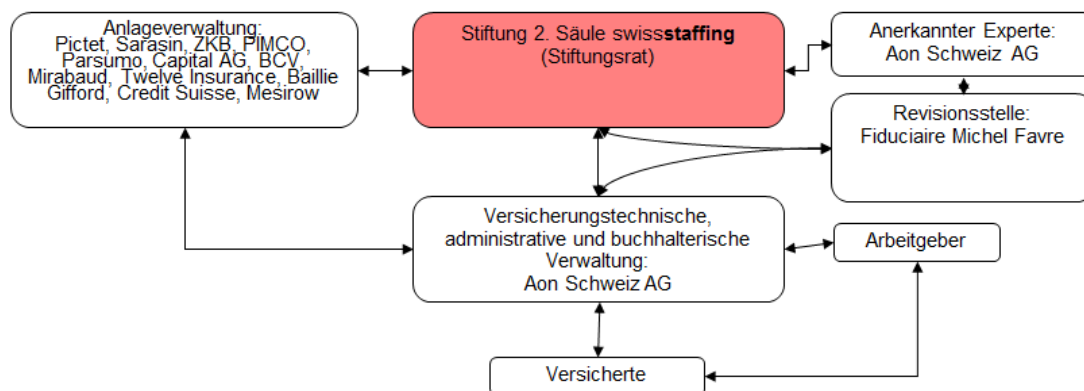 Anlageverwaltung:
Pictet, Sarasin, ZKB, PIMCO,
Parsumo, Capital AG, BCV,
Mirabaud, Twelve Insurance, Baillie
Gifford, Credit Suisse, Mesirow
Stiftung 2. Säule swissstaffing
(Stiftungsrat)
Anerkannter Experte:
Aon Schweiz AG
Revisionsstelle:
Fiduciaire Michel Favre
Versicherungstechnische,
administrative und buchhalterische
Verwaltung:
Aon Schweiz AG
Arbeitgeber
Versicherte